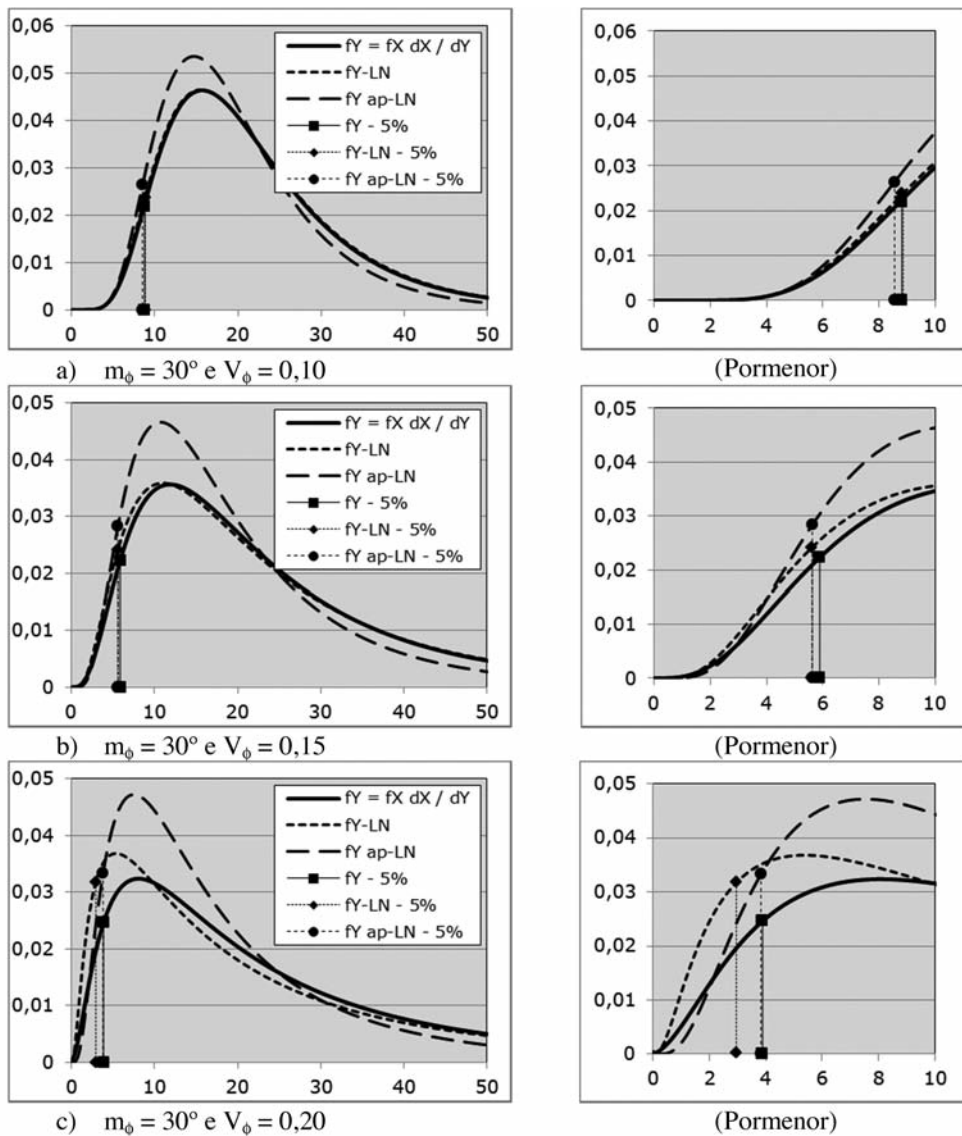 0,06
0,05
0,04
0,03
0,02
0,01
0
fY = fX dX / dY
fY-LN
fY ap-LN
fY - 5%
fY-LN - 5%
fY ap-LN - 5%
0 10 20 30 40 50
0,06
0,05
0,04
0,03
0,02
0,01
0
0 2 4 6 8 10
a) mϕ = 30° e Vϕ = 0,10
(Pormenor)
0,05
0,04
0,03
0,02
0,01
0
fY = fX dX / dY
fY-LN
fY ap-LN
fY - 5%
fY-LN - 5%
fY ap-LN - 5%
0 10 20 30 40 50
0,05
0,04
0,03
0,02
0,01
0
0 2 4 6 8 10
b) mϕ = 30° e Vϕ = 0,15
(Pormenor)
0,05
0,04
0,03
0,02
0,01
0
fY = fX dX / dY
fY-LN
fY ap-LN
fY - 5%
fY-LN - 5%
fY ap-LN - 5%
0 10 20 30 40 50
0,05
0,04
0,03
0,02
0,01
0
0 2 4 6 8 10
c) mϕ = 30° e Vϕ = 0,20
(Pormenor)